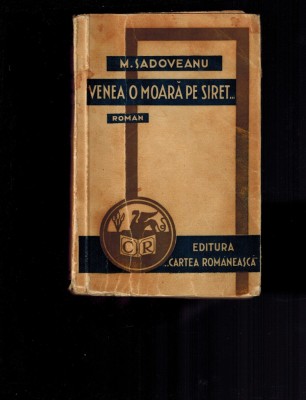 M. SADOVEANU
VENEA O MOARĂ PE SIRET...
ROMAN
CR
EDITURA
„CARTEA ROMÂNEASCĂ"